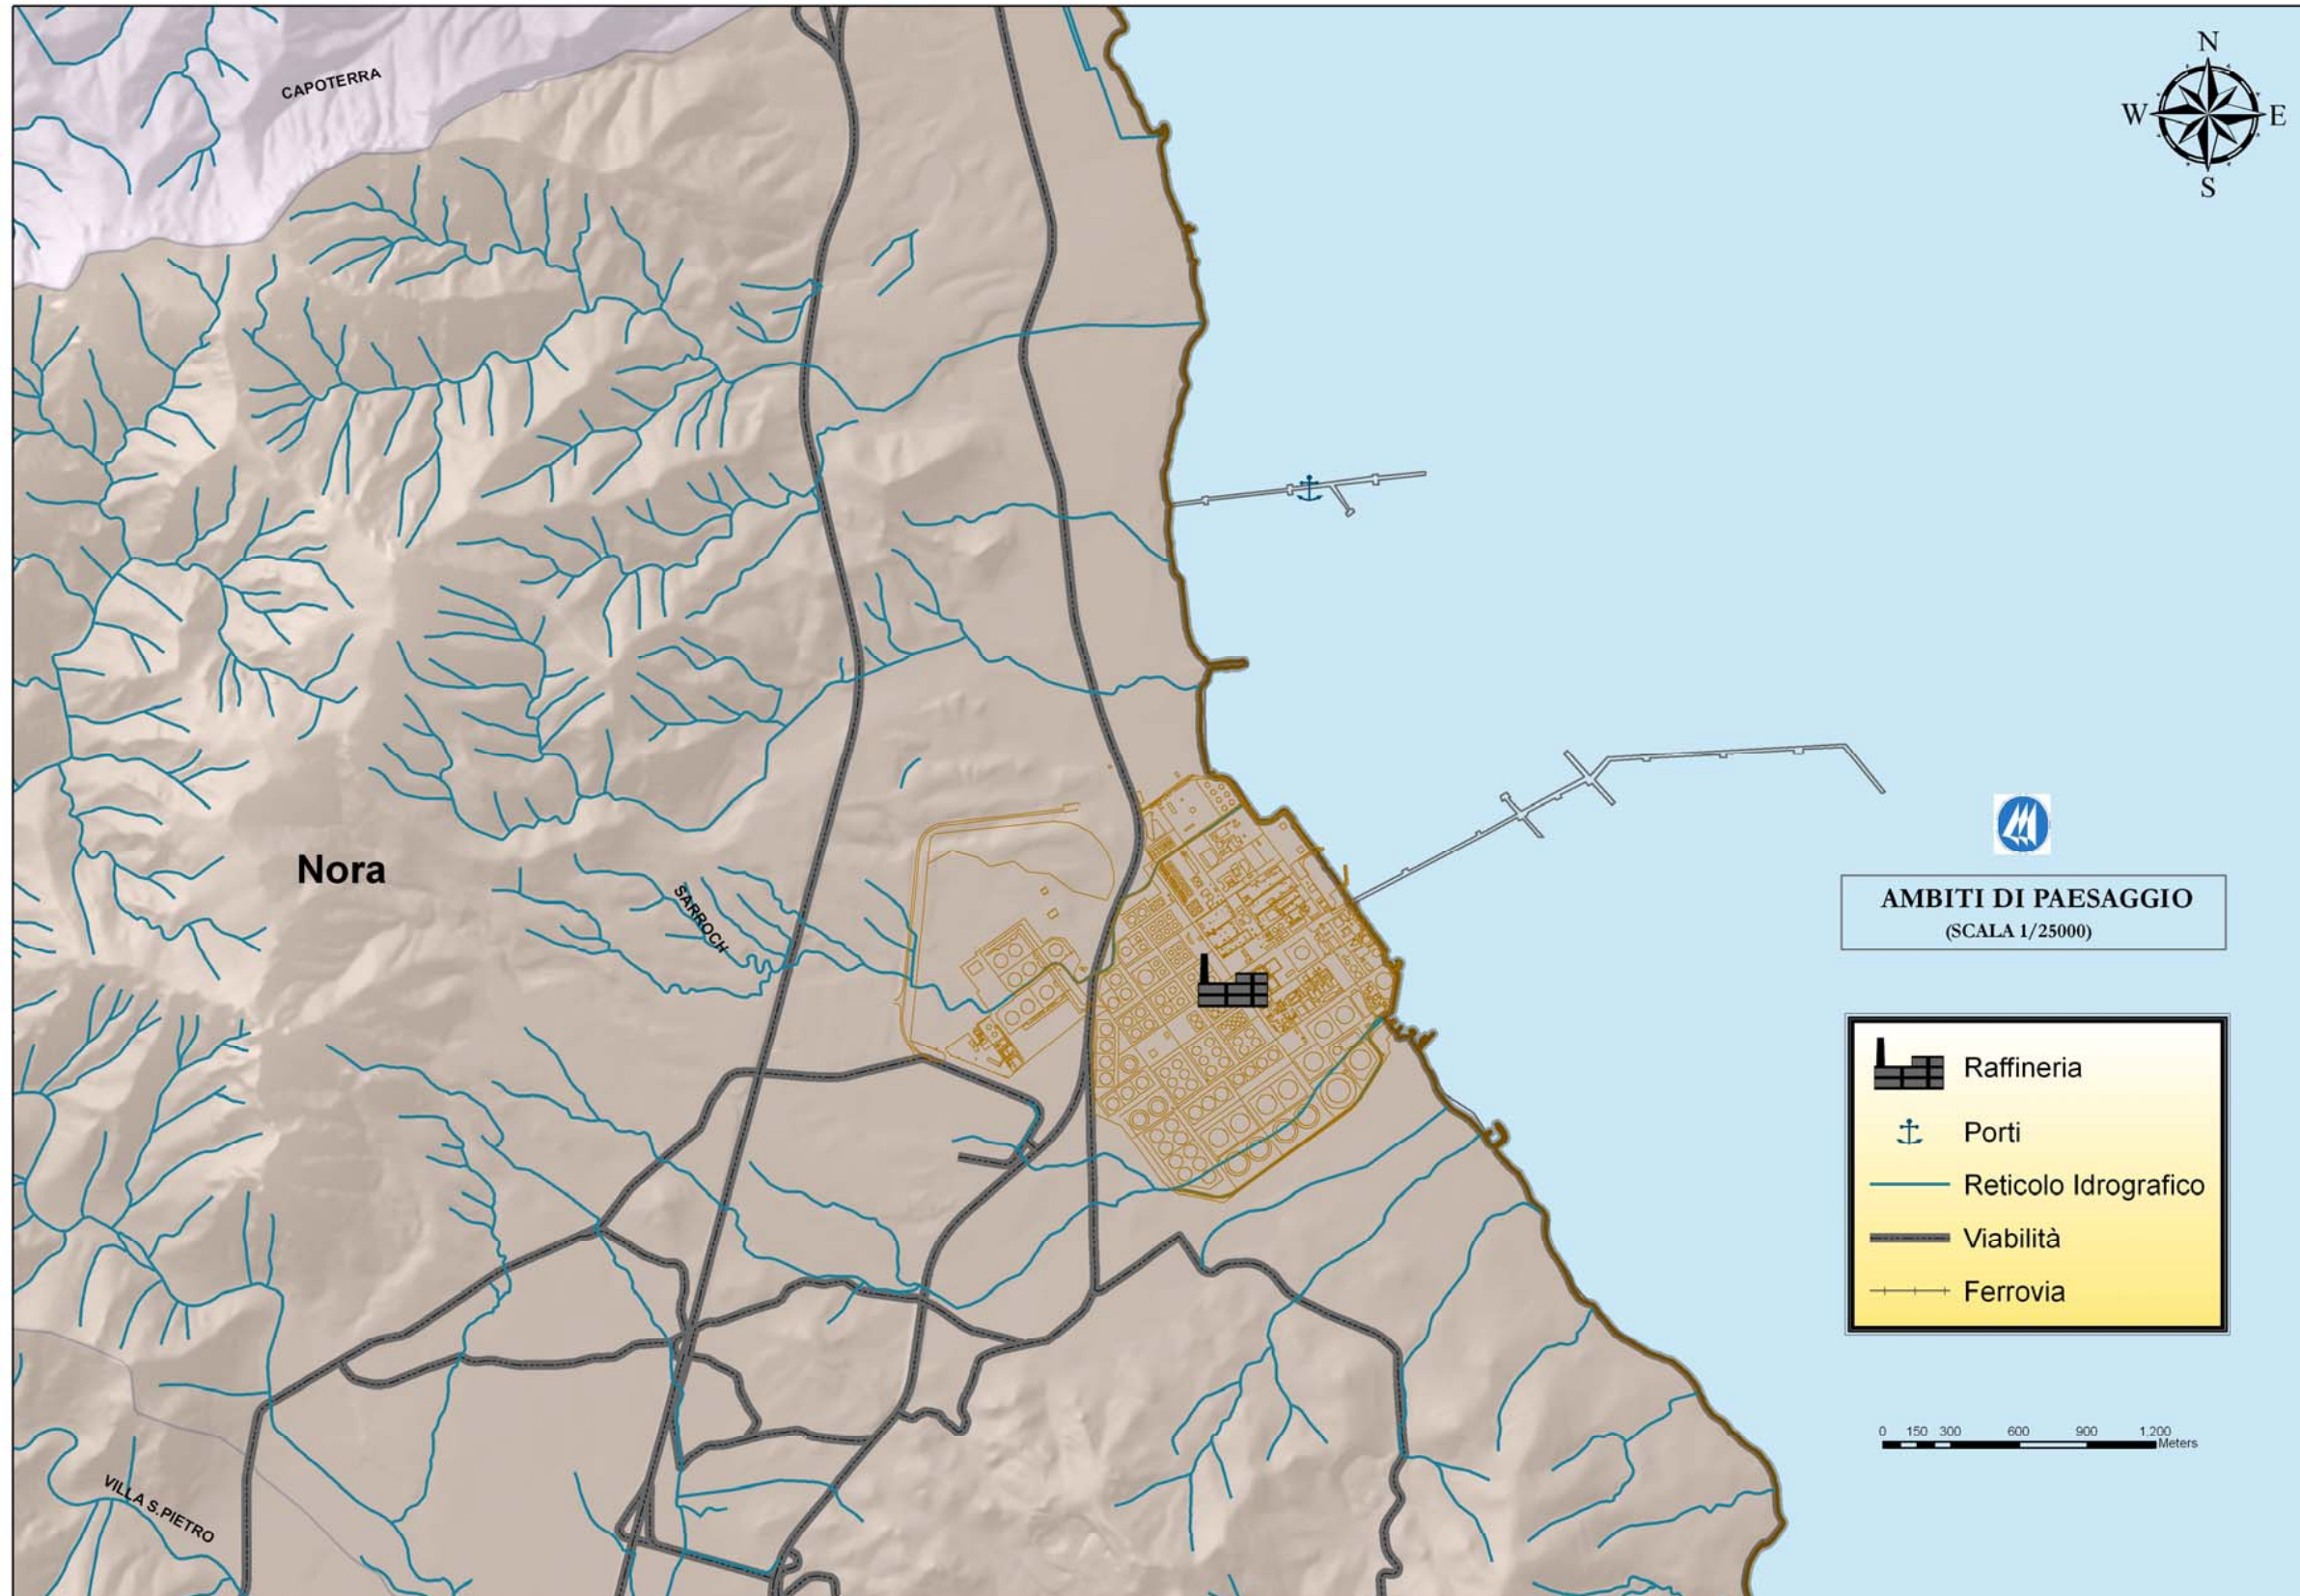 CAPOTERRA
N
W
E
S
Nora
SARROCH
VILLA S.PIETRO
AMBITI DI PAESAGGIO
(SCALA 1/25000)
Raffineria
Porti
Reticolo Idrografico
Viabilità
Ferrovia
0 150 300 600 900 1.200
Meters